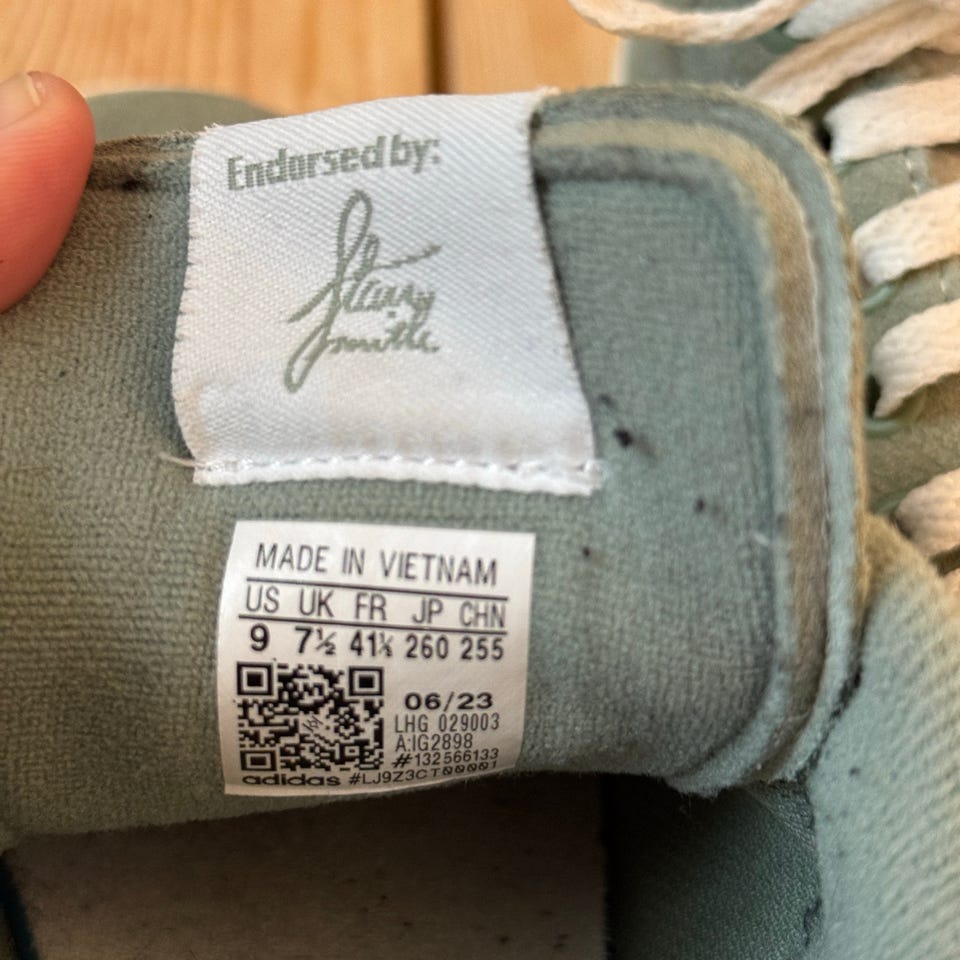 Endorsed by:
Stan
Smith
MADE IN VIETNAM
US UK FR JP CHN
9 7½ 41⅓ 260 255
06/23
LHG 029003
A:IG2898
#132566133
adidas #LJ9Z3CT00001